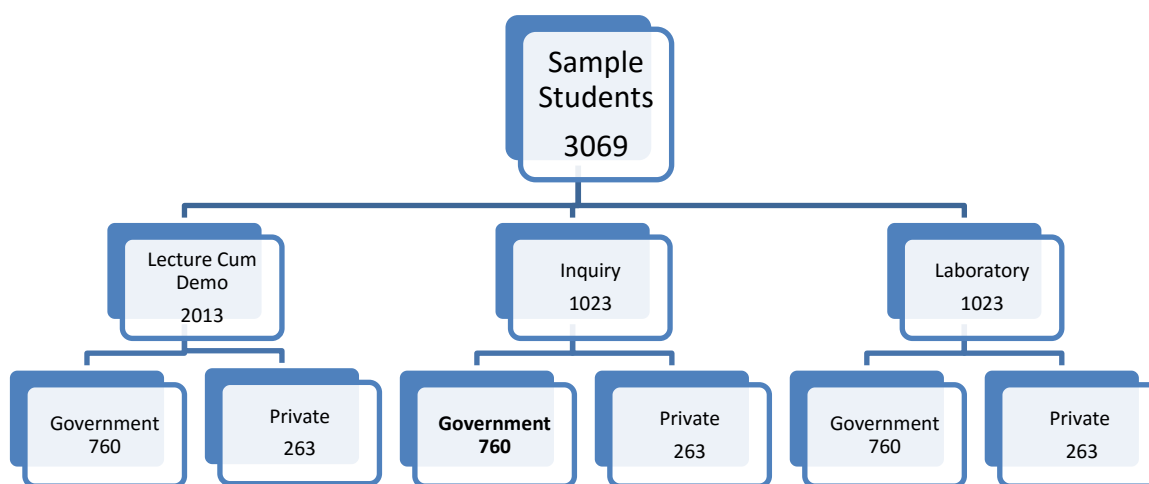 Sample
Students
3069
Lecture Cum
Demo
2013
Inquiry
1023
Laboratory
1023
Government
760
Private
263
Government
760
Private
263
Government
760
Private
263